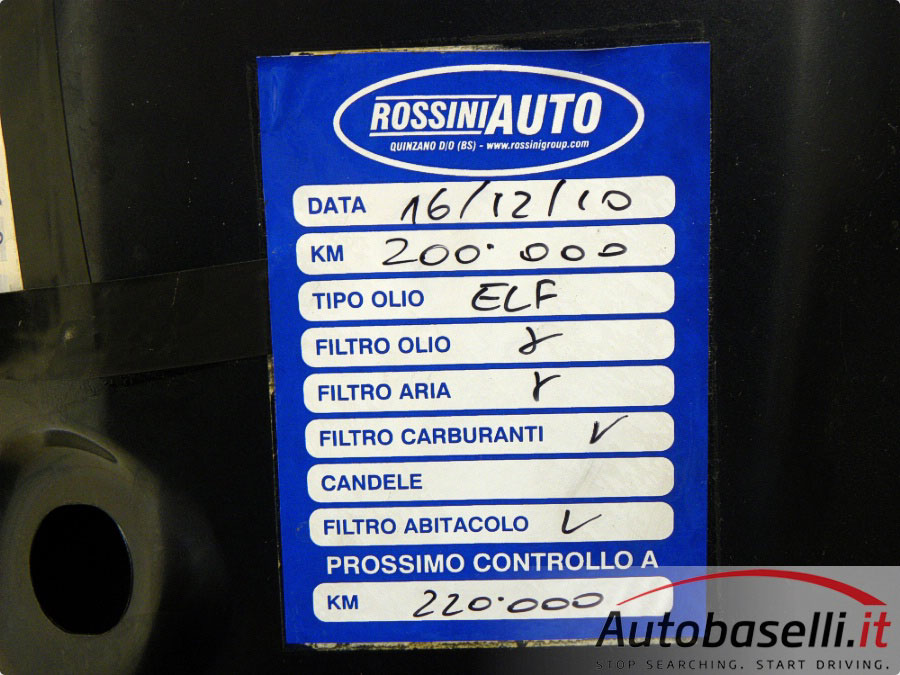 ROSSINI AUTO
QUINZANO D/O (BS) - www.rossinigroup.com
DATA 16/12/10
KM 200.000
TIPO OLIO ELF
FILTRO OLIO
FILTRO ARIA
FILTRO CARBURANTI
CANDELE
FILTRO ABITACOLO
PROSSIMO CONTROLLO A
KM 220.000
Autobaselli.it
STOP SEARCHING. START DRIVING.